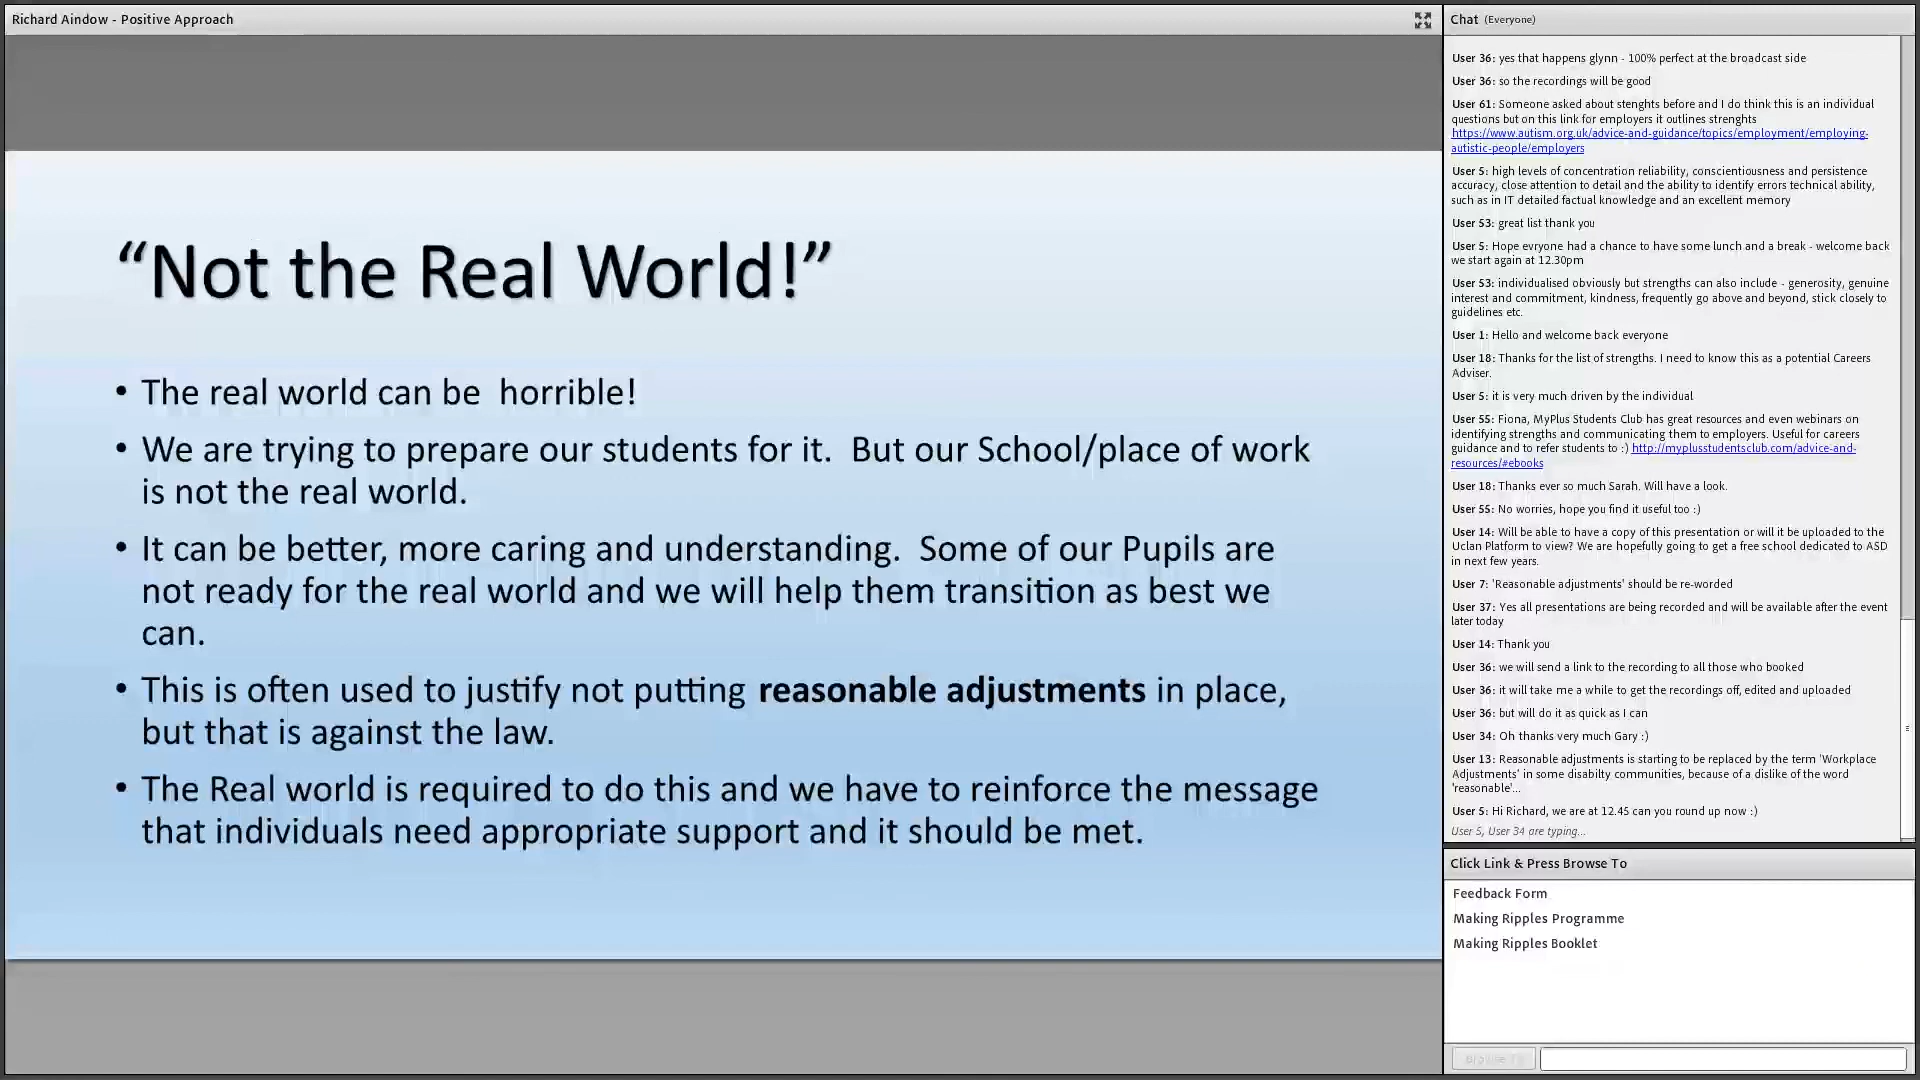 Richard Aindow - Positive Approach
“Not the Real World!”
• The real world can be  horrible!
• We are trying to prepare our students for it.  But our School/place of work
is not the real world.
• It can be better, more caring and understanding.  Some of our Pupils are
not ready for the real world and we will help them transition as best we
can.
• This is often used to justify not putting reasonable adjustments in place,
but that is against the law.
• The Real world is required to do this and we have to reinforce the message
that individuals need appropriate support and it should be met.
Chat (Everyone)
User 36: yes that happens glynn - 100% perfect at the broadcast side
User 36: so the recordings will be good
User 61: Someone asked about stenghts before and I do think this is an individual
questions but on this link for employers it outlines strenghts
https://www.autism.org.uk/advice-and-guidance/topics/employment/employing-
autistic-people/employers
User 5: high levels of concentration reliability, conscientiousness and persistence
accuracy, close attention to detail and the ability to identify errors technical ability,
such as in IT detailed factual knowledge and an excellent memory
User 53: great list thank you
User 5: Hope evryone had a chance to have some lunch and a break - welcome back
we start again at 12.30pm
User 53: individualised obviously but strengths can also include - generosity, genuine
interest and commitment, kindness, frequently go above and beyond, stick closely to
guidelines etc.
User 1: Hello and welcome back everyone
User 18: Thanks for the list of strengths. I need to know this as a potential Careers
Adviser.
User 5: it is very much driven by the individual
User 55: Fiona, MyPlus Students Club has great resources and even webinars on
identifying strengths and communicating them to employers. Useful for careers
guidance and to refer students to :) http://myplusstudentsclub.com/advice-and-
resources/#ebooks
User 18: Thanks ever so much Sarah. Will have a look.
User 55: No worries, hope you find it useful too :)
User 14: Will be able to have a copy of this presentation or will it be uploaded to the
Uclan Platform to view? We are hopefully going to get a free school dedicated to ASD
in next few years.
User 7: 'Reasonable adjustments' should be re-worded
User 37: Yes all presentations are being recorded and will be available after the event
later today
User 14: Thank you
User 36: we will send a link to the recording to all those who booked
User 36: it will take me a while to get the recordings off, edited and uploaded
User 36: but will do it as quick as I can
User 34: Oh thanks very much Gary :)
User 13: Reasonable adjustments is starting to be replaced by the term 'Workplace
Adjustments' in some disabilty communities, because of a dislike of the word
'reasonable'...
User 5: Hi Richard, we are at 12.45 can you round up now :)
User 5, User 34 are typing...
Click Link & Press Browse To
Feedback Form
Making Ripples Programme
Making Ripples Booklet
Browse To